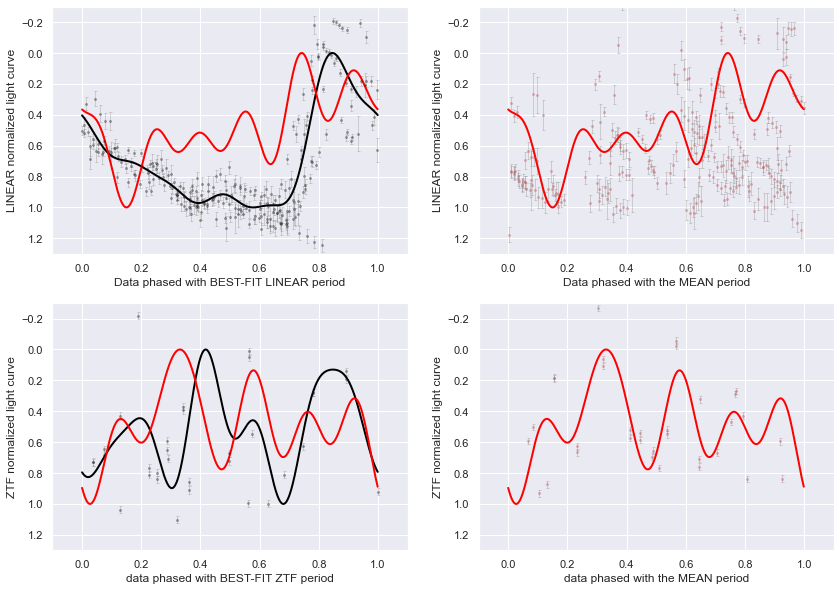 LINEAR normalized light curve
−0.2
0.0
0.2
0.4
0.6
0.8
1.0
1.2
0.0 0.2 0.4 0.6 0.8 1.0
Data phased with BEST-FIT LINEAR period
LINEAR normalized light curve
−0.2
0.0
0.2
0.4
0.6
0.8
1.0
1.2
0.0 0.2 0.4 0.6 0.8 1.0
Data phased with the MEAN period
ZTF normalized light curve
−0.2
0.0
0.2
0.4
0.6
0.8
1.0
1.2
0.0 0.2 0.4 0.6 0.8 1.0
data phased with BEST-FIT ZTF period
ZTF normalized light curve
−0.2
0.0
0.2
0.4
0.6
0.8
1.0
1.2
0.0 0.2 0.4 0.6 0.8 1.0
data phased with the MEAN period